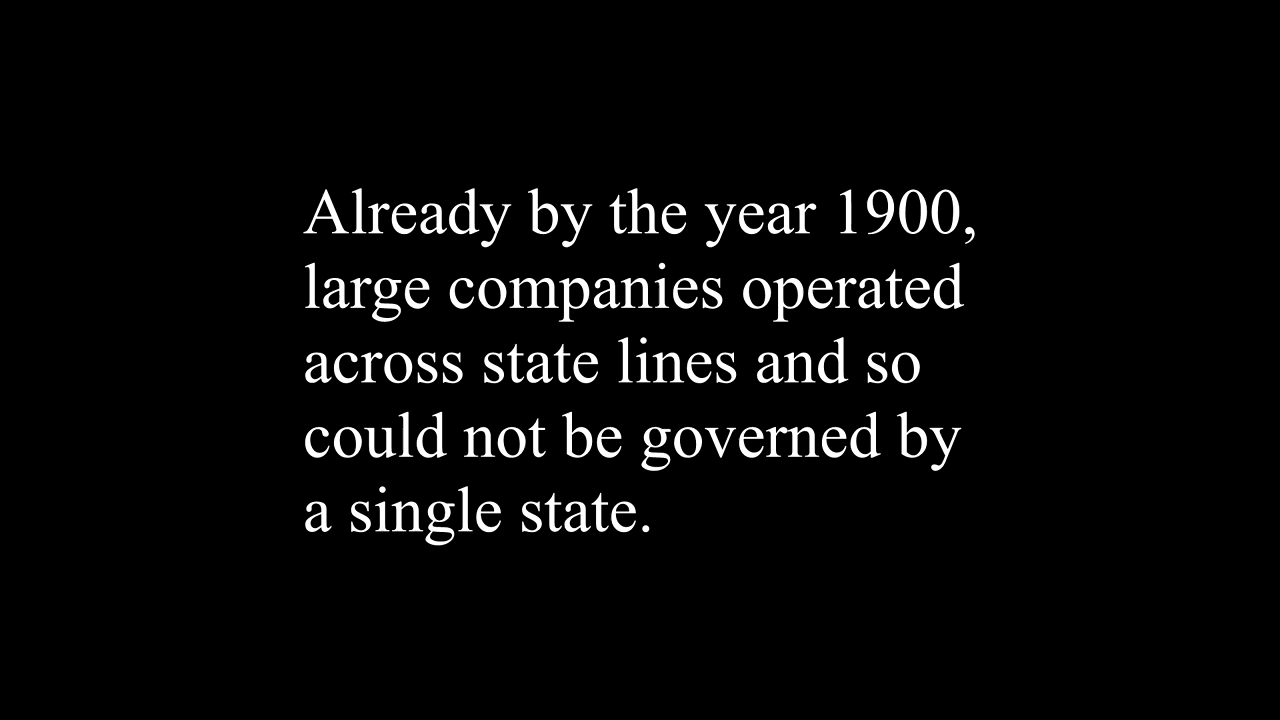 Already by the year 1900,
large companies operated
across state lines and so
could not be governed by
a single state.